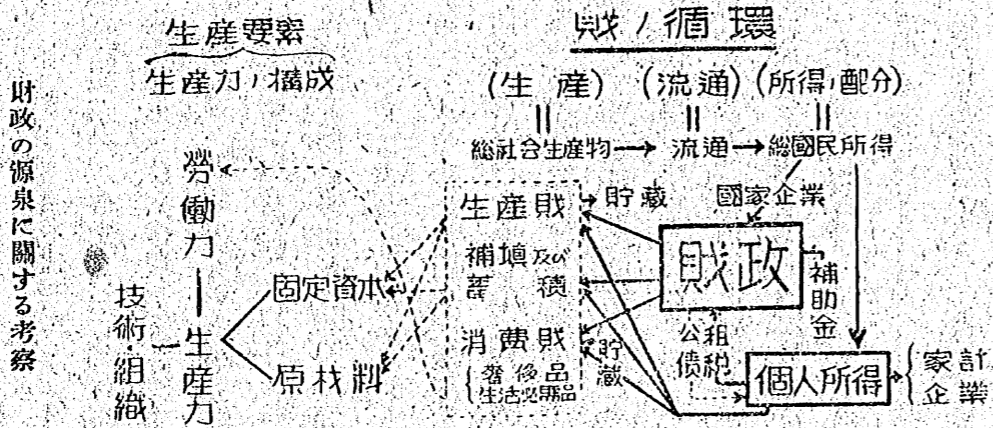 財政の源泉に關する考察
生産要素
生産力ノ構成
勞働力
技術・組織
生産力
固定資本
原材料
財ノ循環
(生産) (流通) (所得ノ配分)
総社会生産物→流通→総國民所得
生産財
貯藏
國家企業
補填及び
蓄積
財政
補助金
消費財
貯藏
奢侈品
生活必需品
公債
租税
個人所得
家計
企業